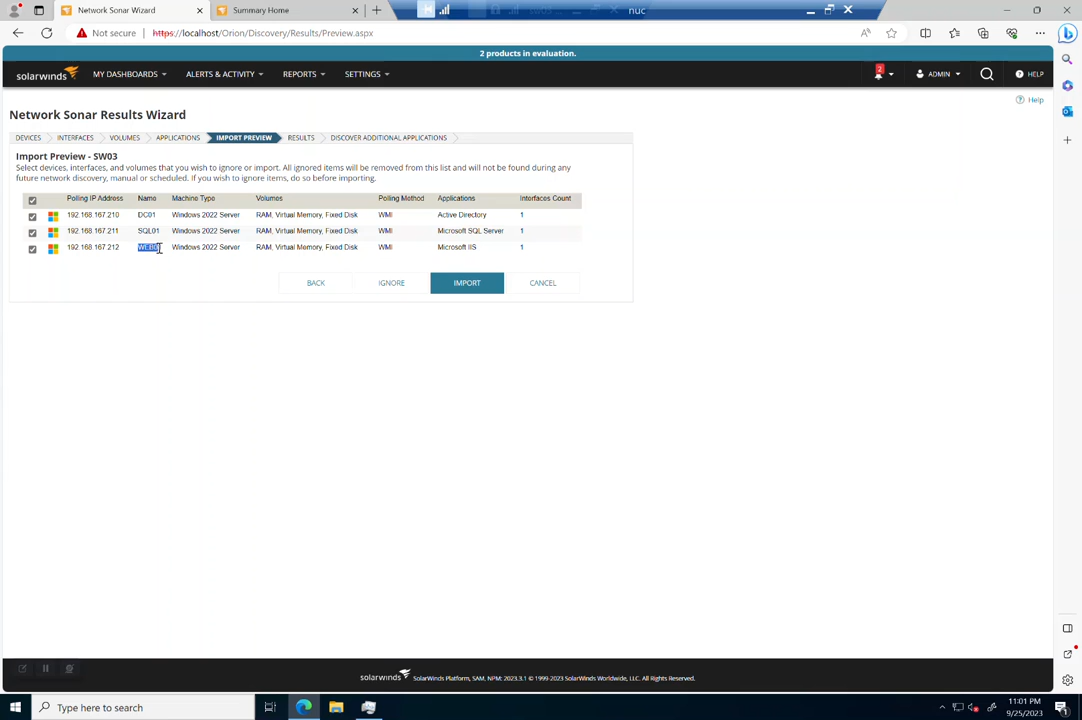 Network Sonar Wizard
Summary Home
nuc
Not secure
https://localhost/Orion/Discovery/Results/Preview.aspx
2 products in evaluation.
solarwinds
MY DASHBOARDS
ALERTS & ACTIVITY
REPORTS
SETTINGS
2
ADMIN
HELP
Help
Network Sonar Results Wizard
DEVICES
INTERFACES
VOLUMES
APPLICATIONS
IMPORT PREVIEW
RESULTS
DISCOVER ADDITIONAL APPLICATIONS
Import Preview - SW03
Select devices, interfaces, and volumes that you wish to ignore or import. All ignored items will be removed from this list and will not be found during any
future network discovery, manual or scheduled. If you wish to ignore items, do so before importing.
Polling IP Address Name Machine Type Volumes Polling Method Applications Interfaces Count
192.168.167.210 DC01 Windows 2022 Server RAM, Virtual Memory, Fixed Disk WMI Active Directory 1
192.168.167.211 SQL01 Windows 2022 Server RAM, Virtual Memory, Fixed Disk WMI Microsoft SQL Server 1
192.168.167.212 Windows 2022 Server RAM, Virtual Memory, Fixed Disk WMI Microsoft IIS 1
BACK
IGNORE
IMPORT
CANCEL
solarwinds SolarWinds Platform, SAM, NPM: 2023.3.1 © 1999-2023 SolarWinds Worldwide, LLC. All Rights Reserved.
Type here to search
11:01 PM
9/25/2023
1